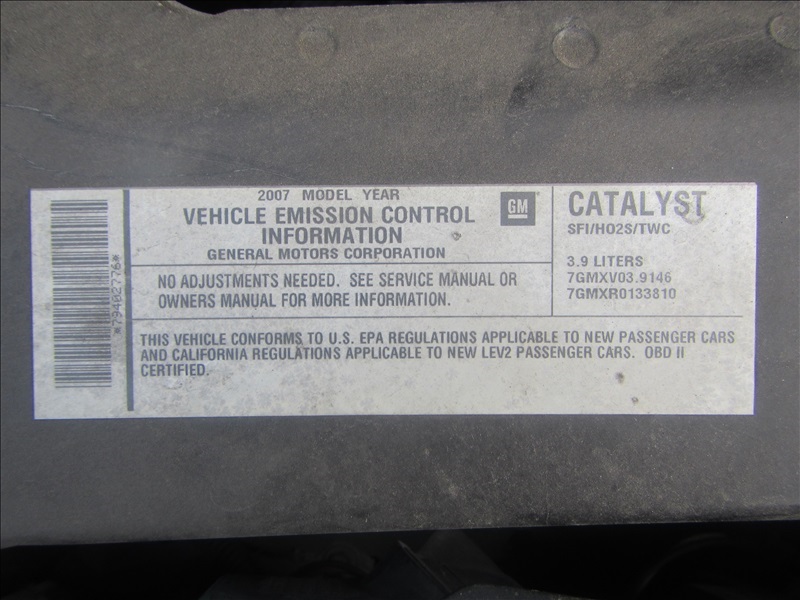 *79402776*
2007 MODEL YEAR
VEHICLE EMISSION CONTROL
INFORMATION
GENERAL MOTORS CORPORATION
GM
NO ADJUSTMENTS NEEDED. SEE SERVICE MANUAL OR
OWNERS MANUAL FOR MORE INFORMATION.
CATALYST
SFI/HO2S/TWC
3.9 LITERS
7GMXV03.9146
7GMXR0133810
THIS VEHICLE CONFORMS TO U.S. EPA REGULATIONS APPLICABLE TO NEW PASSENGER CARS
AND CALIFORNIA REGULATIONS APPLICABLE TO NEW LEV2 PASSENGER CARS. OBD II
CERTIFIED.